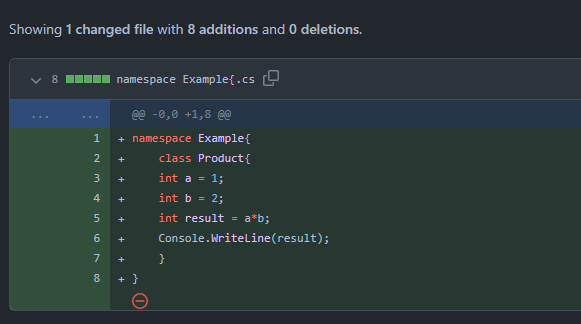 Showing 1 changed file with 8 additions and 0 deletions.
8 namespace Example{.cs
... ... @@ -0,0 +1,8 @@
1 + namespace Example{
2 +     class Product{
3 +     int a = 1;
4 +     int b = 2;
5 +     int result = a*b;
6 +     Console.WriteLine(result);
7 +     }
8 + }